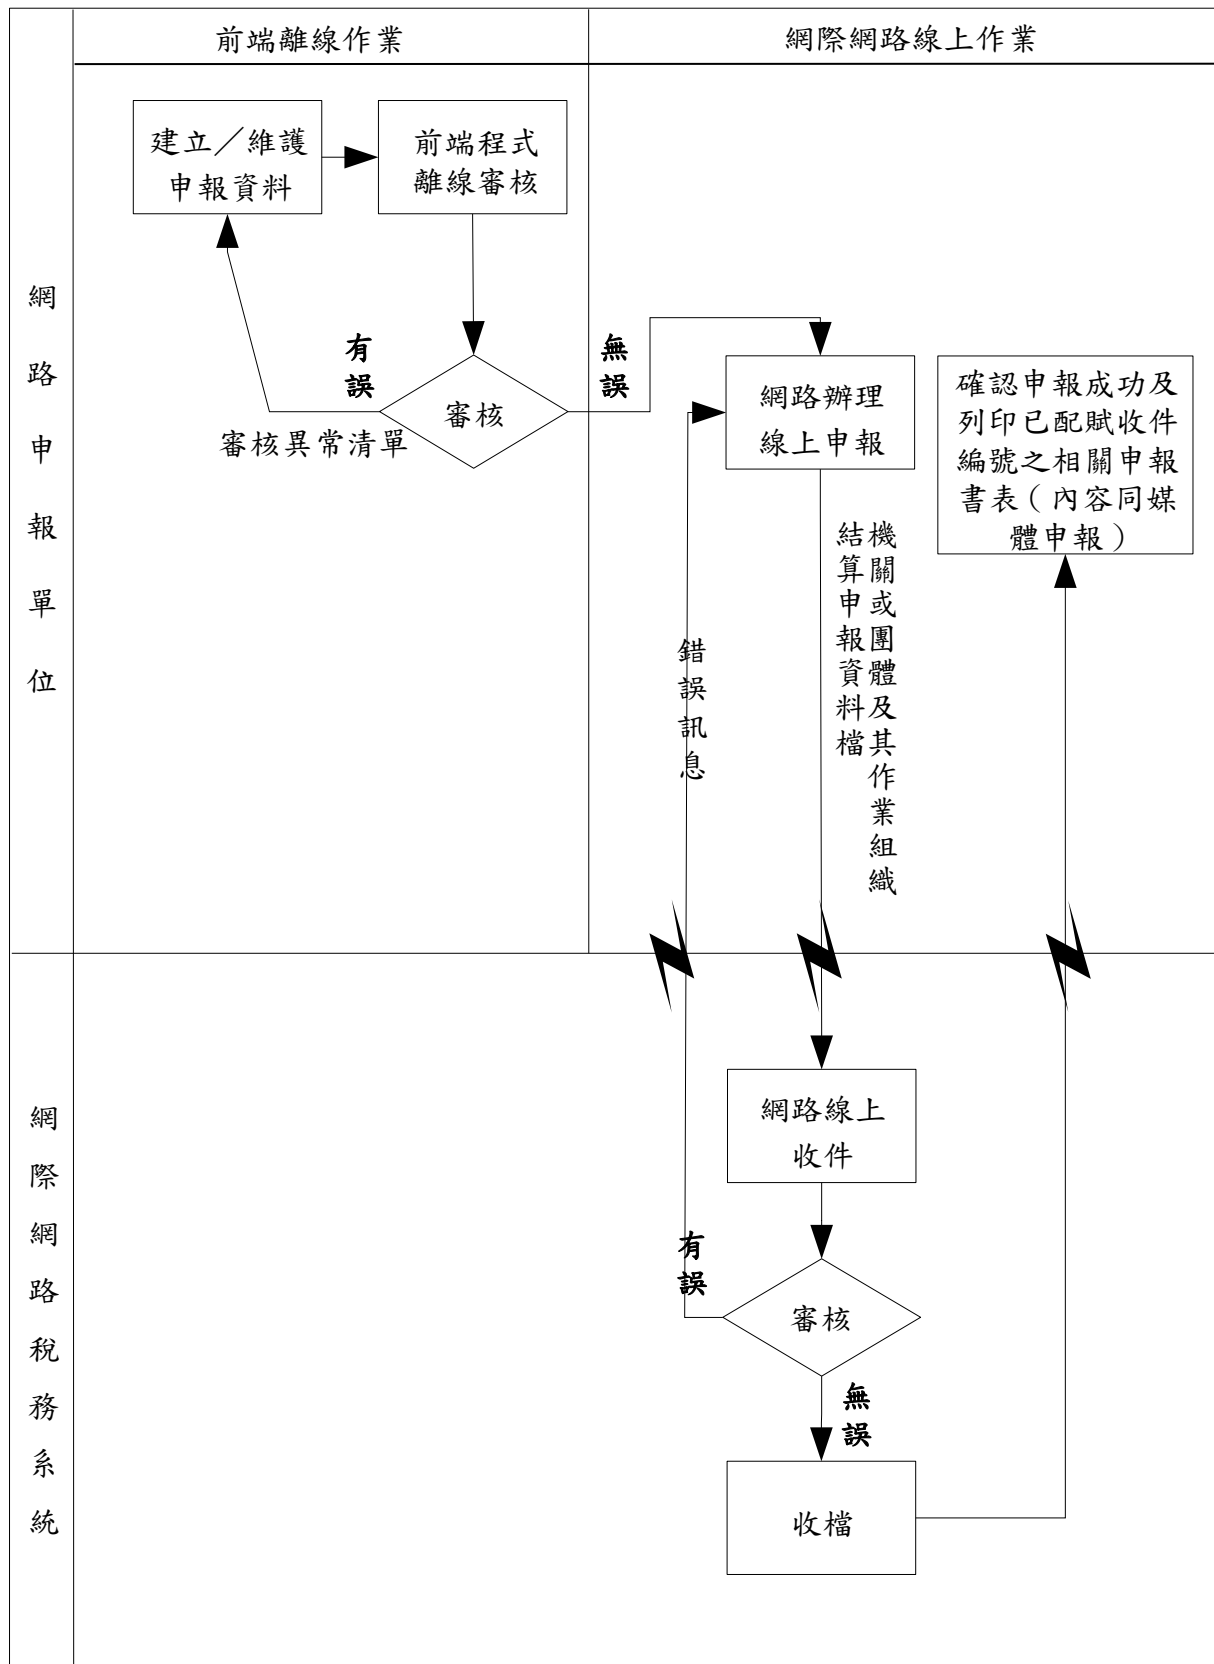 前端離線作業
網際網路線上作業
網路申報單位
建立／維護
申報資料
前端程式
離線審核
有誤
無誤
審核
審核異常清單
網路辦理
線上申報
確認申報成功及
列印已配賦收件
編號之相關申報
書表（內容同媒
體申報）
機關或團體及其作業組織
結算申報資料檔
錯誤訊息
網際網路稅務系統
網路線上
收件
有誤
審核
無誤
收檔